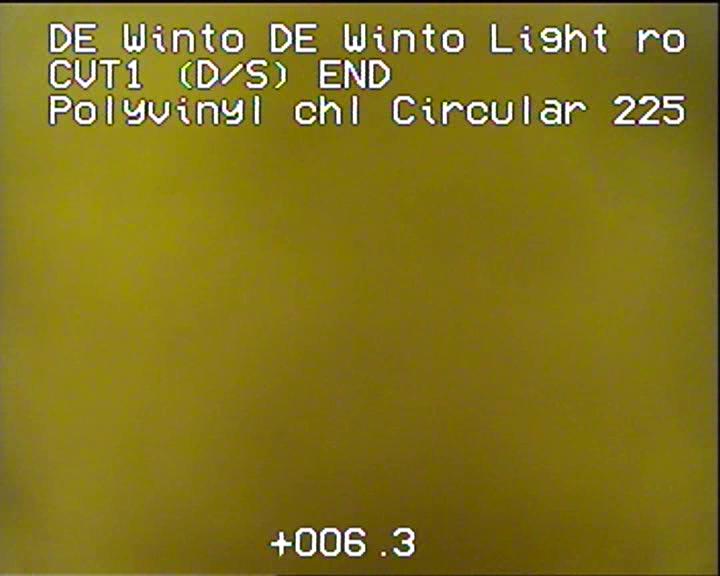 DE Winto DE Winto Light ro
CVT1 (D/S) END
Polyvinyl chl Circular 225
+006.3